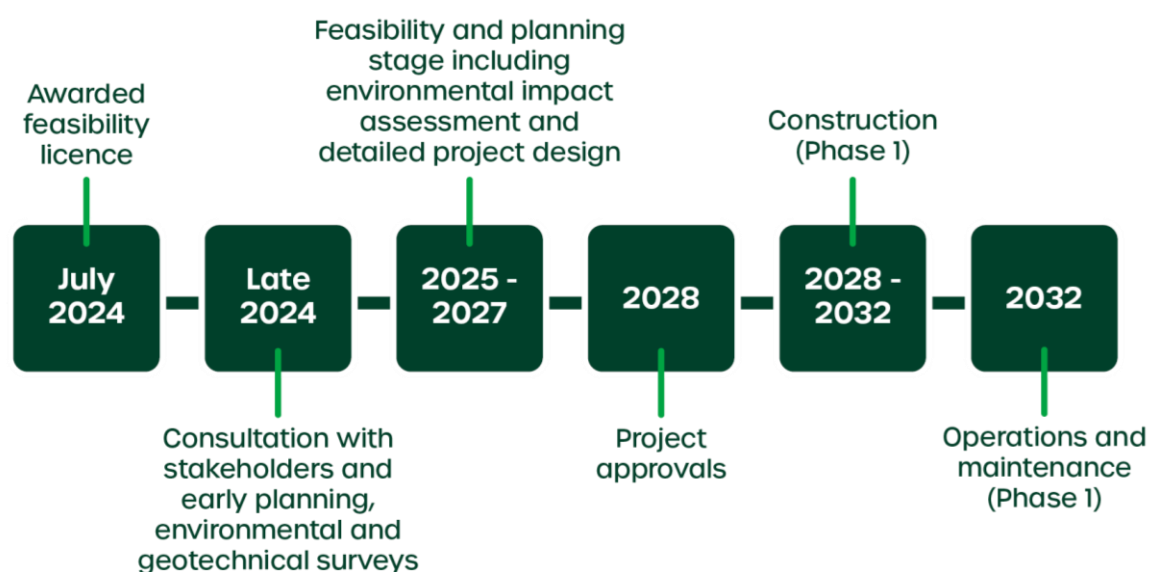 Awarded
feasibility
licence
July
2024
Late
2024
Consultation with
stakeholders and
early planning,
environmental and
geotechnical surveys
Feasibility and planning
stage including
environmental impact
assessment and
detailed project design
2025 -
2027
2028
Project
approvals
Construction
(Phase 1)
2028 -
2032
2032
Operations and
maintenance
(Phase 1)